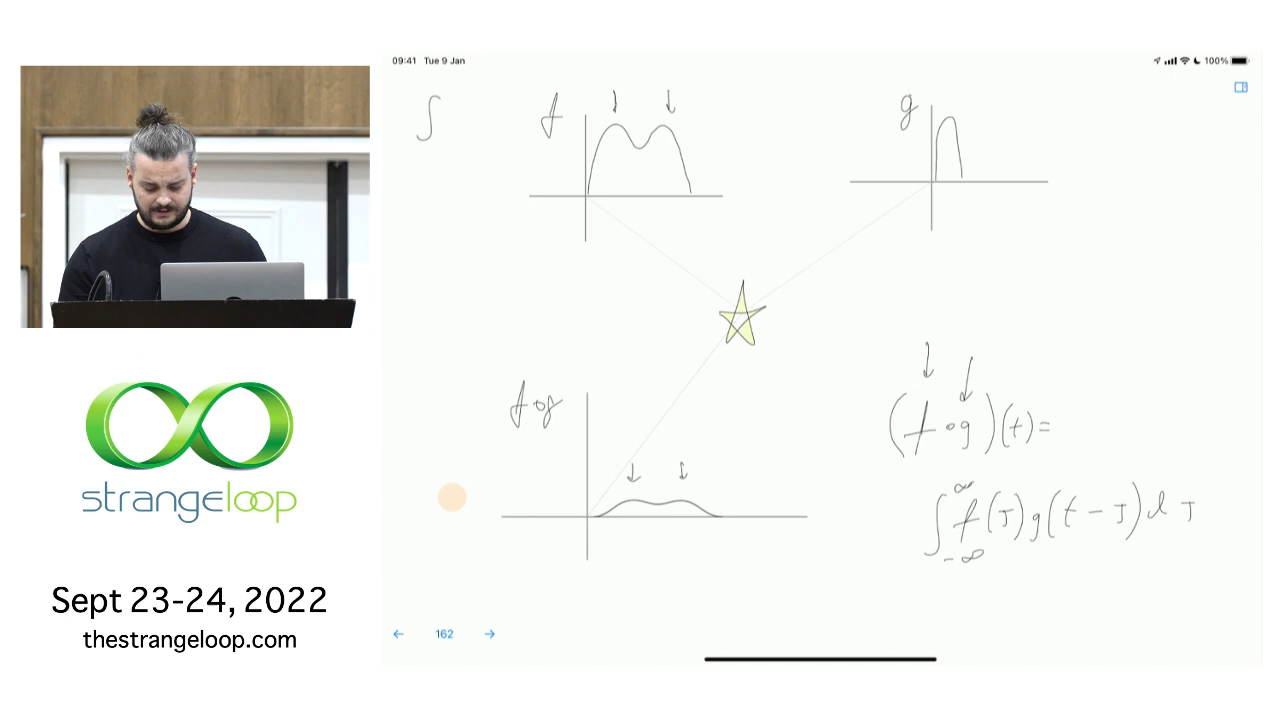 09:41 Tue 9 Jan
100%
∫
f
g
f∘g
(f∘g)(t)=
∫
∞
-∞
f(τ)g(t-τ)dτ
strangeloop
Sept 23-24, 2022
thestrangeloop.com
162